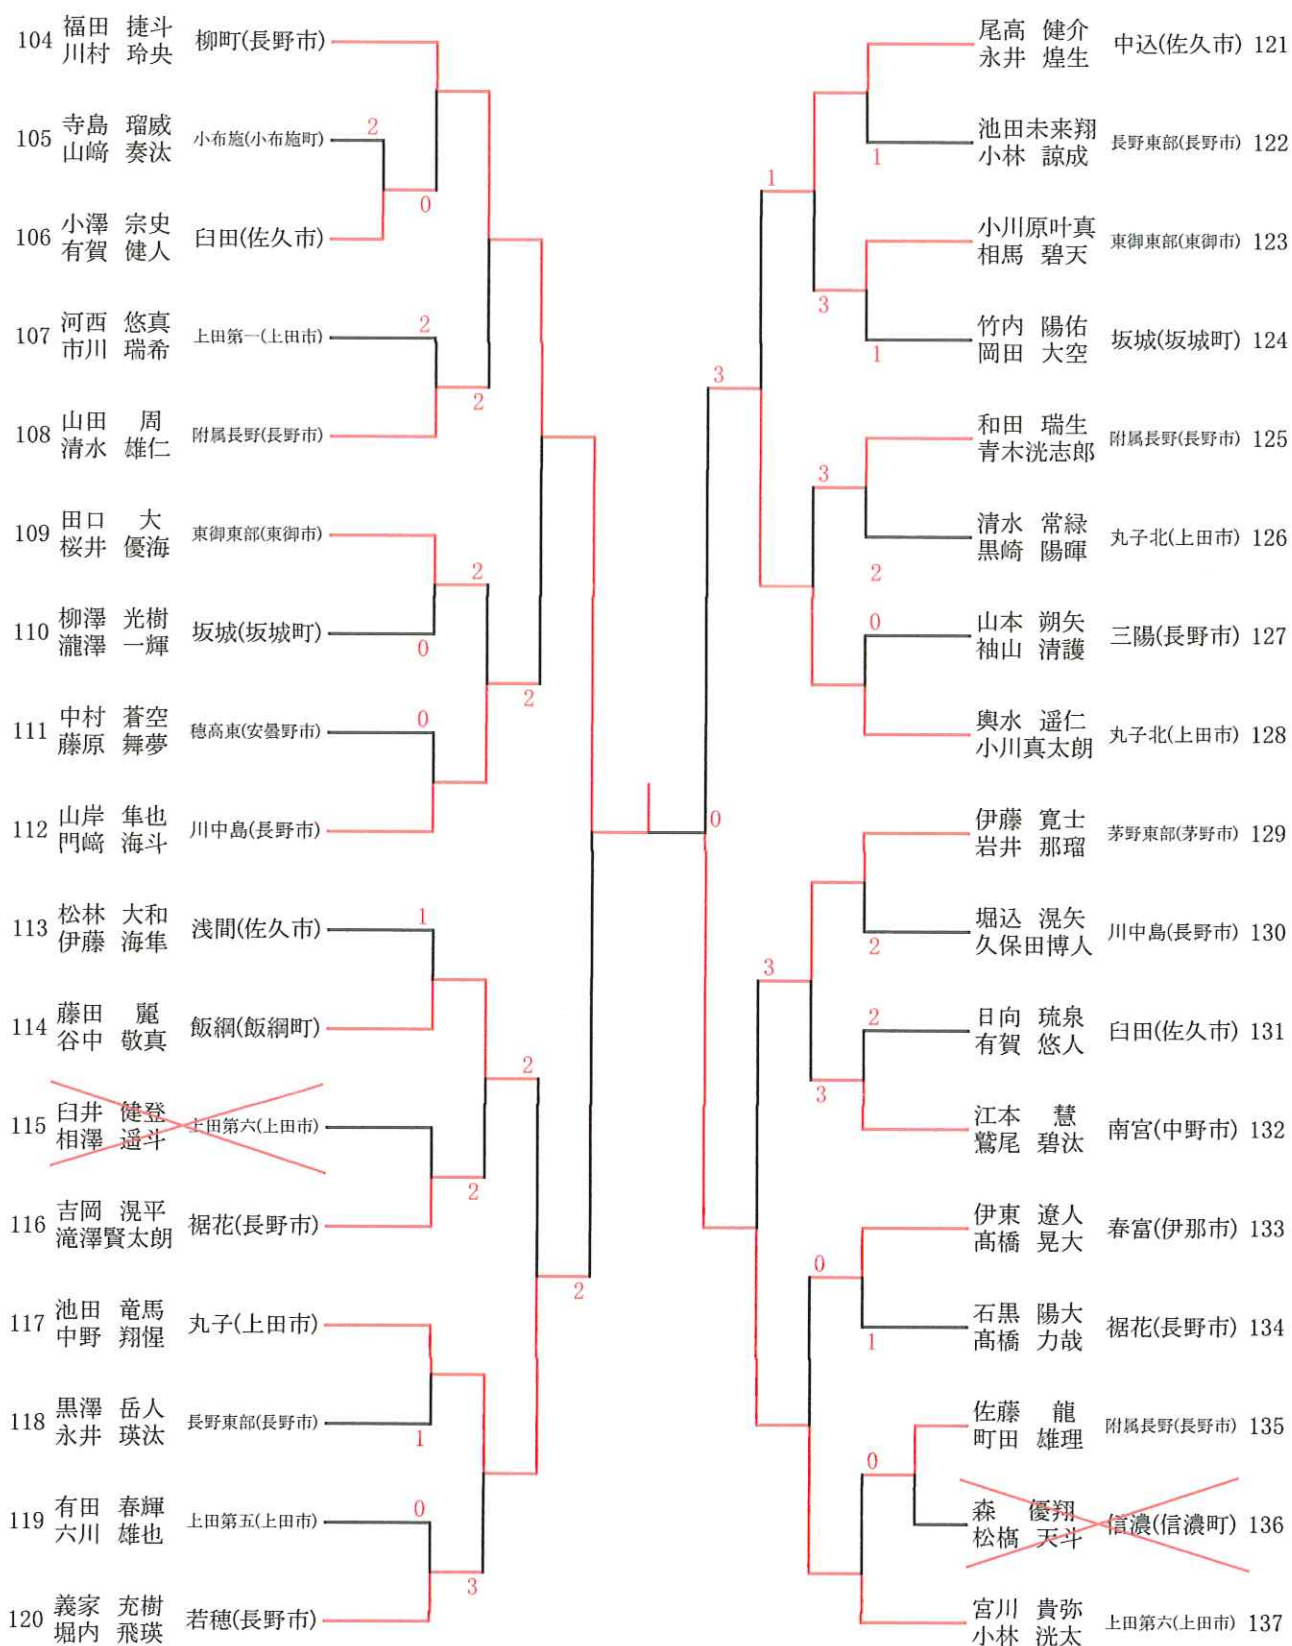 104 福田 捷斗 川村 玲央 柳町(長野市)
105 寺島 瑠威 山﨑 奏汰 小布施(小布施町) 2
0
106 小澤 宗史 有賀 健人 臼田(佐久市)
107 河西 悠真 市川 瑞希 上田第一(上田市) 2
2
108 山田 周 清水 雄仁 附属長野(長野市)
109 田口 大 桜井 優海 東御東部(東御市)
2
110 柳澤 光樹 瀧澤 一輝 坂城(坂城町) 0
2
111 中村 蒼空 藤原 舞夢 穂高東(安曇野市) 0
112 山岸 隼也 門﨑 海斗 川中島(長野市)
113 松林 大和 伊藤 海隼 浅間(佐久市) 1
114 藤田 麗 谷中 敬真 飯綱(飯綱町)
2
115 臼井 健登 相澤 遥斗 上田第六(上田市)
2
116 吉岡 滉平 滝澤賢太朗 裾花(長野市)
2
117 池田 竜馬 中野 翔惺 丸子(上田市)
118 黒澤 岳人 永井 瑛汰 長野東部(長野市) 1
119 有田 春輝 六川 雄也 上田第五(上田市) 0
3
120 義家 充樹 堀内 飛瑛 若穂(長野市)
尾高 健介 永井 煌生 中込(佐久市) 121
1 池田未来翔 小林 諒成 長野東部(長野市) 122
1
小川原叶真 相馬 碧天 東御東部(東御市) 123
3
1 竹内 陽佑 岡田 大空 坂城(坂城町) 124
3
和田 瑞生 青木洸志郎 附属長野(長野市) 125
3
清水 常緑 黒崎 陽暉 丸子北(上田市) 126
2
0 山本 朔矢 袖山 清護 三陽(長野市) 127
輿水 遥仁 小川真太朗 丸子北(上田市) 128
0
伊藤 寛士 岩井 那瑠 茅野東部(茅野市) 129
2 堀込 滉矢 久保田博人 川中島(長野市) 130
3
2 日向 琉泉 有賀 悠人 臼田(佐久市) 131
3
江本 慧 鷲尾 碧汰 南宮(中野市) 132
伊東 遼人 髙橋 晃大 春富(伊那市) 133
0
1 石黒 陽大 髙橋 力哉 裾花(長野市) 134
佐藤 龍 町田 雄理 附属長野(長野市) 135
0
森 優翔 松橋 天斗 信濃(信濃町) 136
宮川 貴弥 小林 洸太 上田第六(上田市) 137